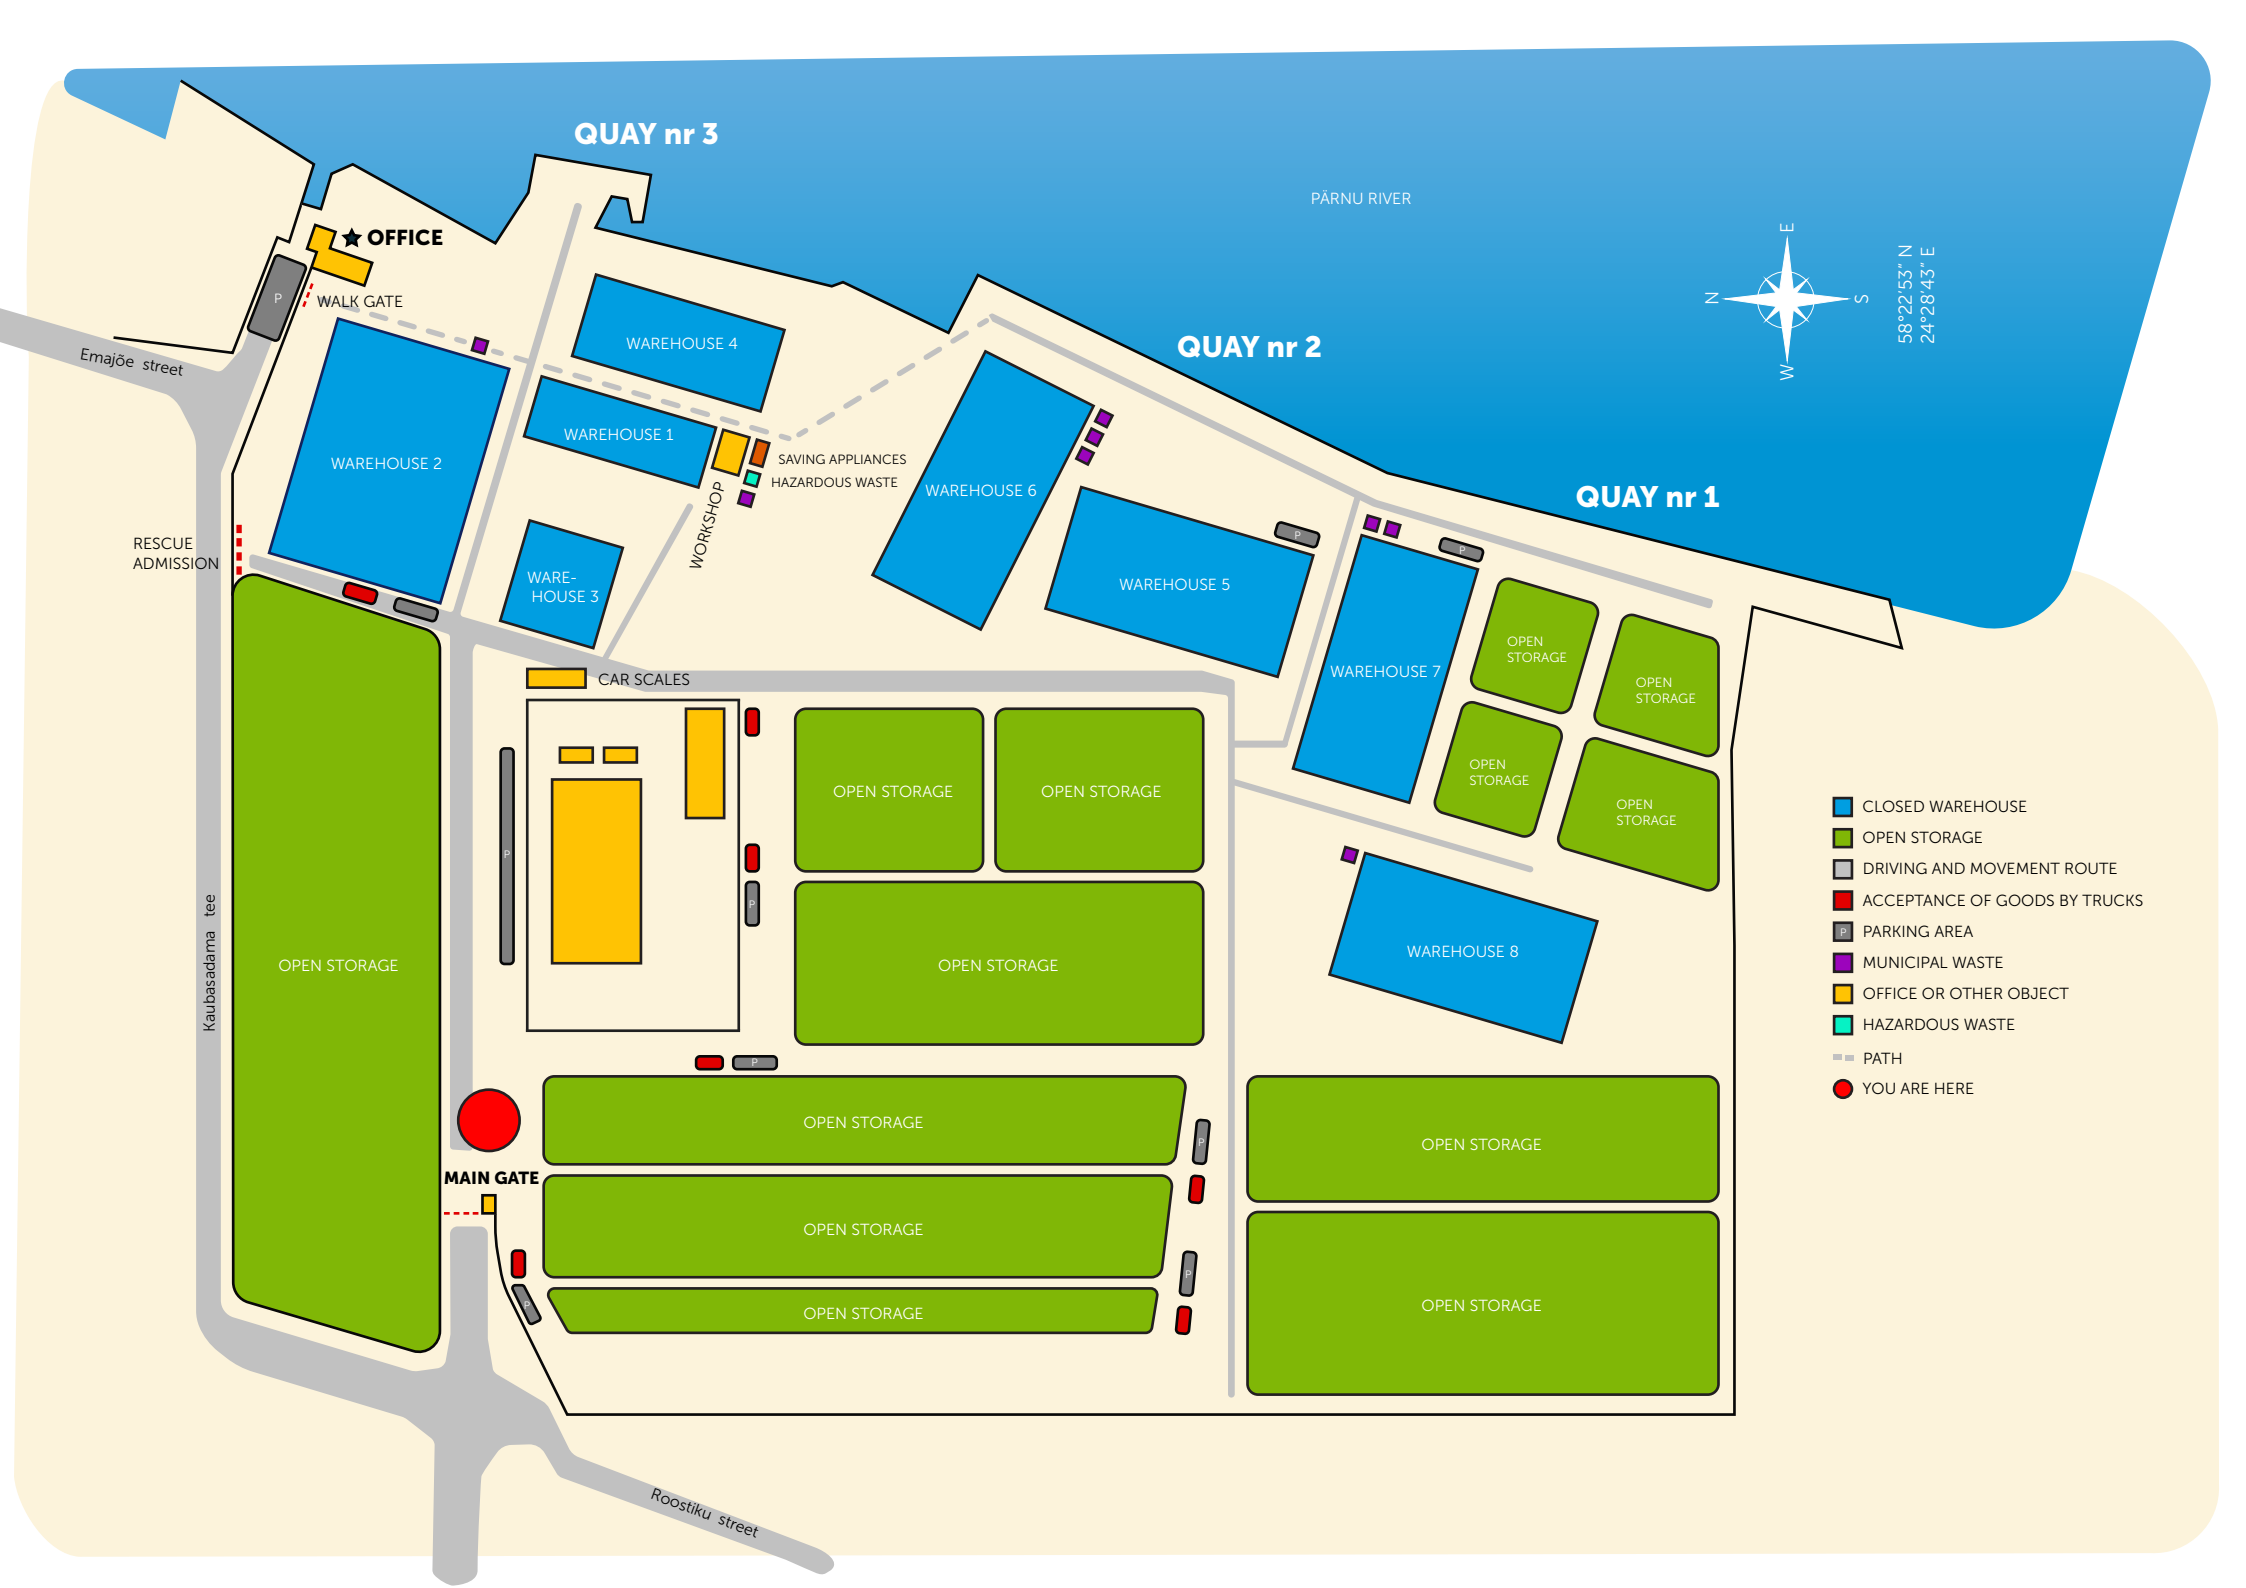 QUAY nr 3
PÄRNU RIVER
E
N
S
W
58°22'53" N
24°28'43" E
OFFICE
P
WALK GATE
Emajõe street
WAREHOUSE 4
QUAY nr 2
WAREHOUSE 1
WAREHOUSE 2
SAVING APPLIANCES
HAZARDOUS WASTE
WORKSHOP
WAREHOUSE 6
QUAY nr 1
RESCUE
ADMISSION
WARE-
HOUSE 3
WAREHOUSE 5
P
P
WAREHOUSE 7
OPEN
STORAGE
OPEN
STORAGE
OPEN
STORAGE
OPEN
STORAGE
CAR SCALES
OPEN STORAGE
OPEN STORAGE
P
P
Kaubasadama tee
OPEN STORAGE
OPEN STORAGE
WAREHOUSE 8
P
OPEN STORAGE
P
OPEN STORAGE
MAIN GATE
OPEN STORAGE
P
P
OPEN STORAGE
OPEN STORAGE
Roostiku street
CLOSED WAREHOUSE
OPEN STORAGE
DRIVING AND MOVEMENT ROUTE
ACCEPTANCE OF GOODS BY TRUCKS
P PARKING AREA
MUNICIPAL WASTE
OFFICE OR OTHER OBJECT
HAZARDOUS WASTE
PATH
YOU ARE HERE